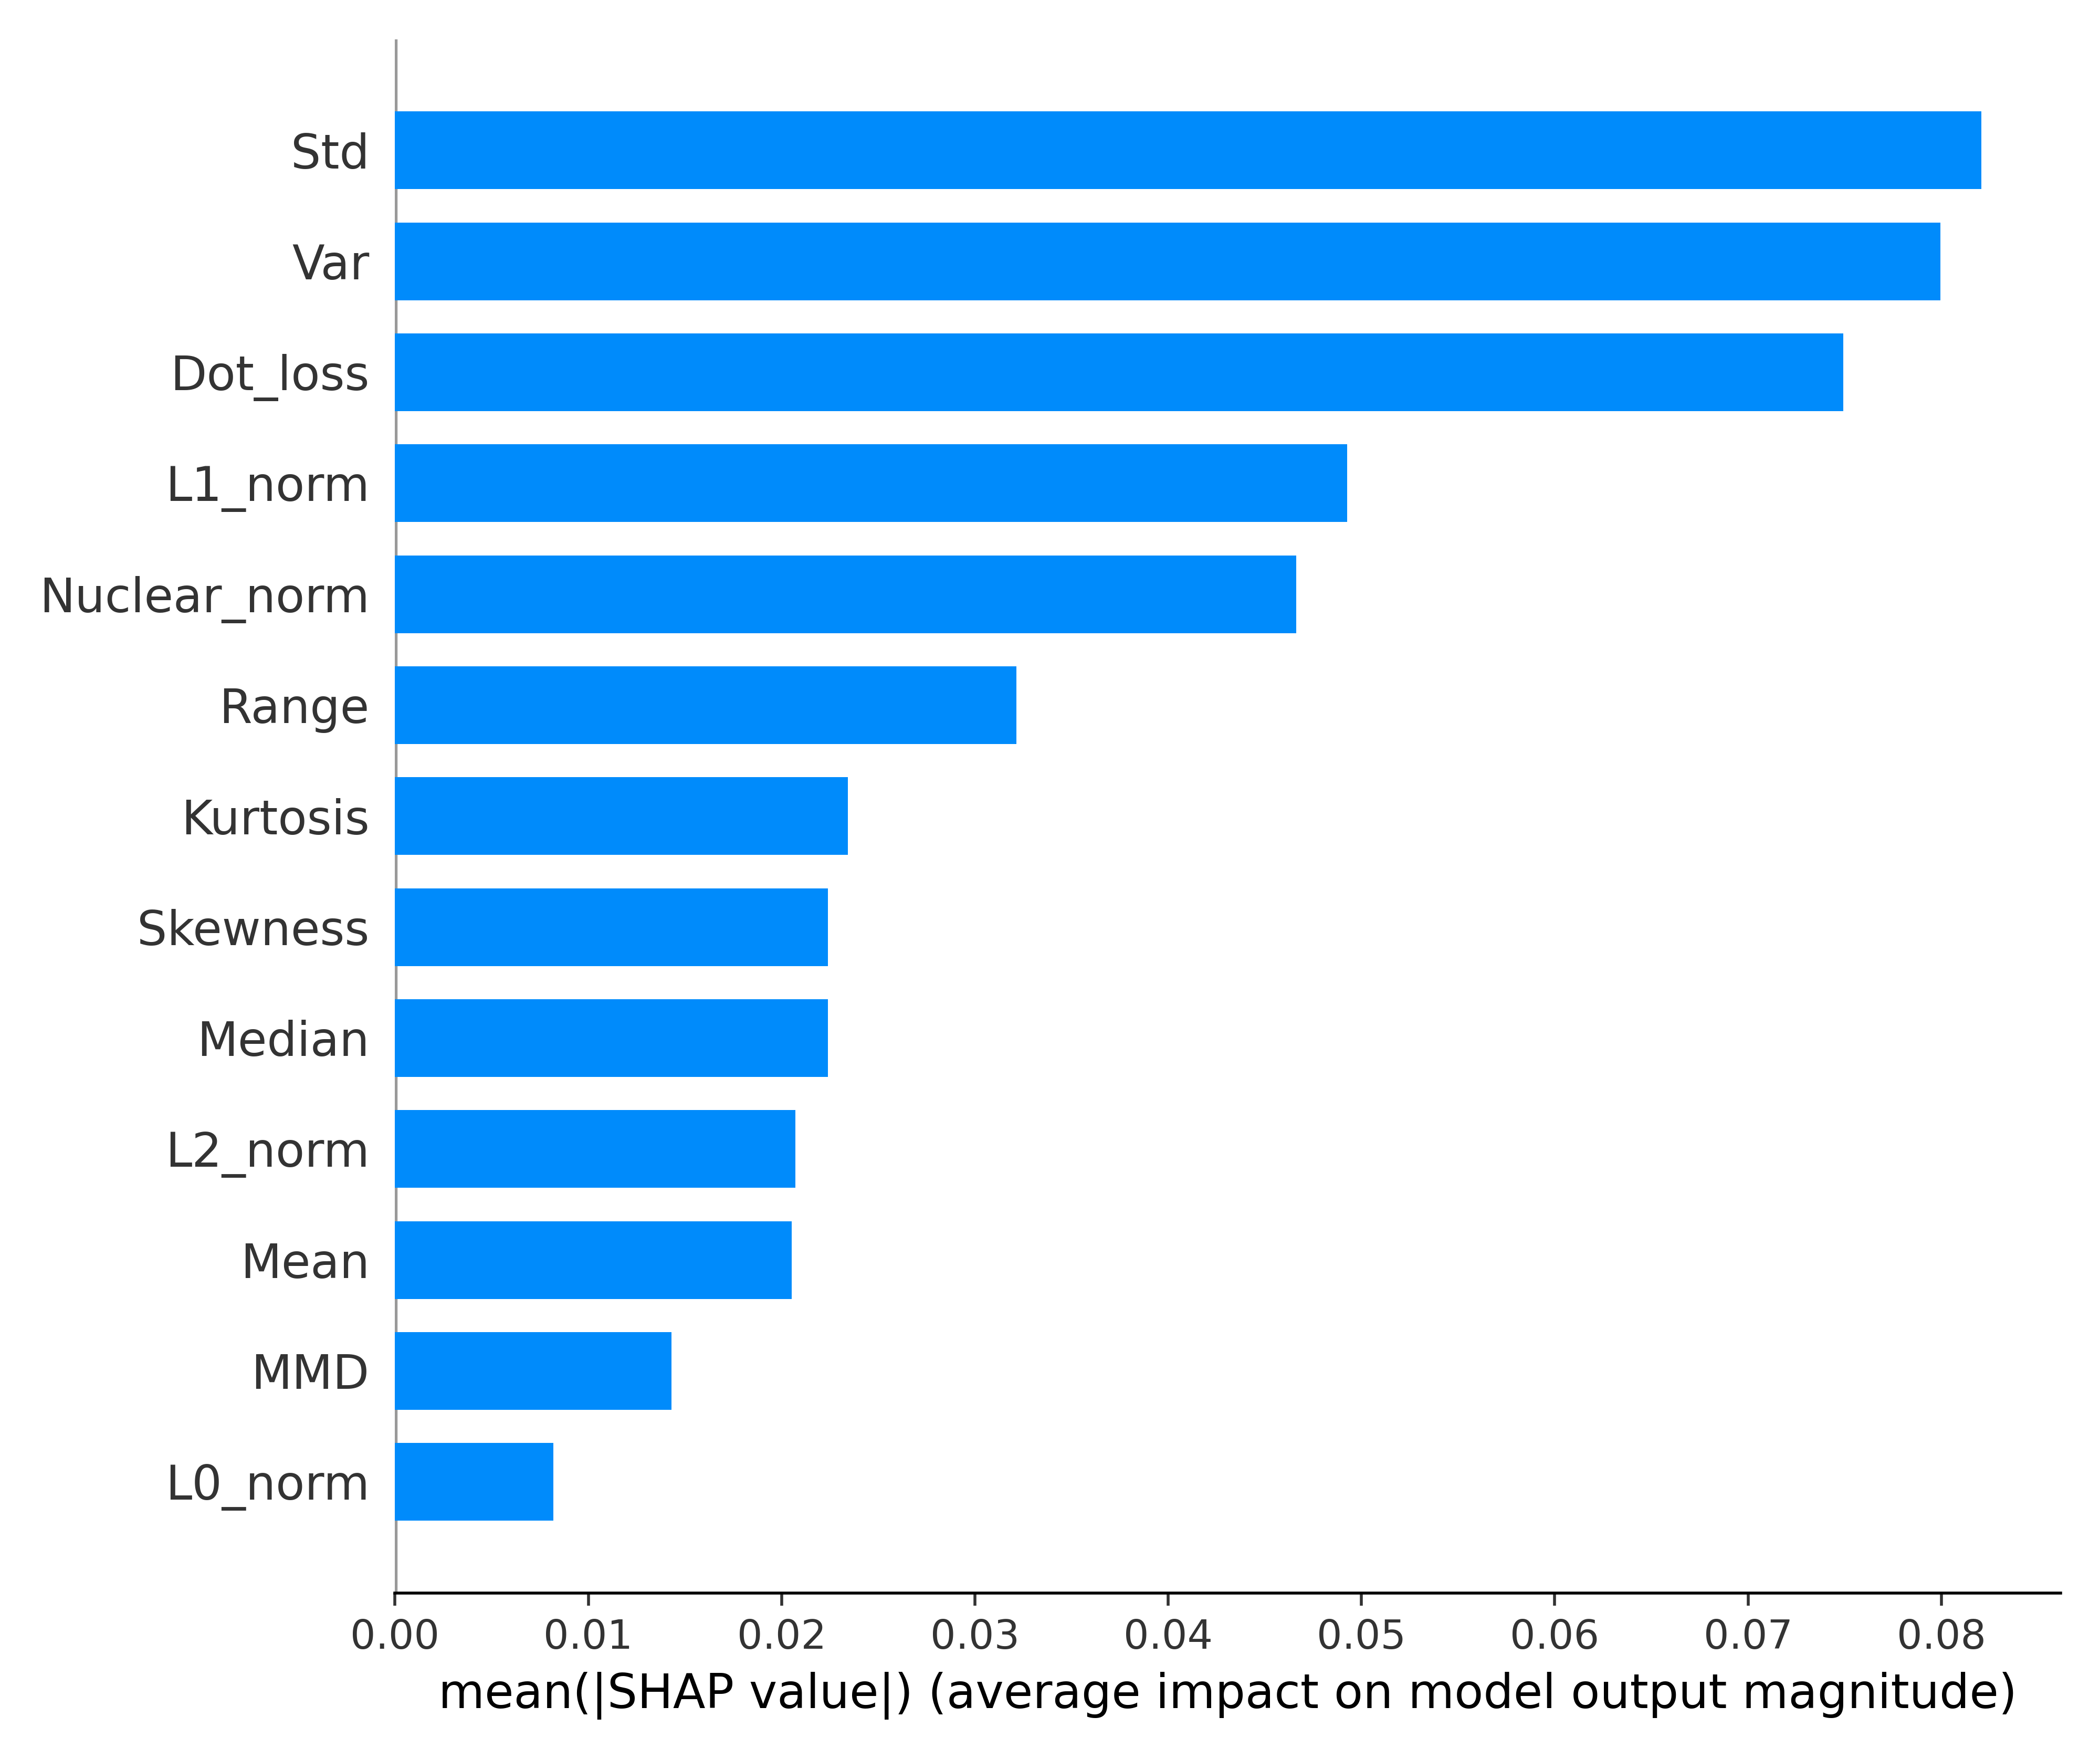 Std
Var
Dot_loss
L1_norm
Nuclear_norm
Range
Kurtosis
Skewness
Median
L2_norm
Mean
MMD
L0_norm
0.00 0.01 0.02 0.03 0.04 0.05 0.06 0.07 0.08
mean(|SHAP value|) (average impact on model output magnitude)